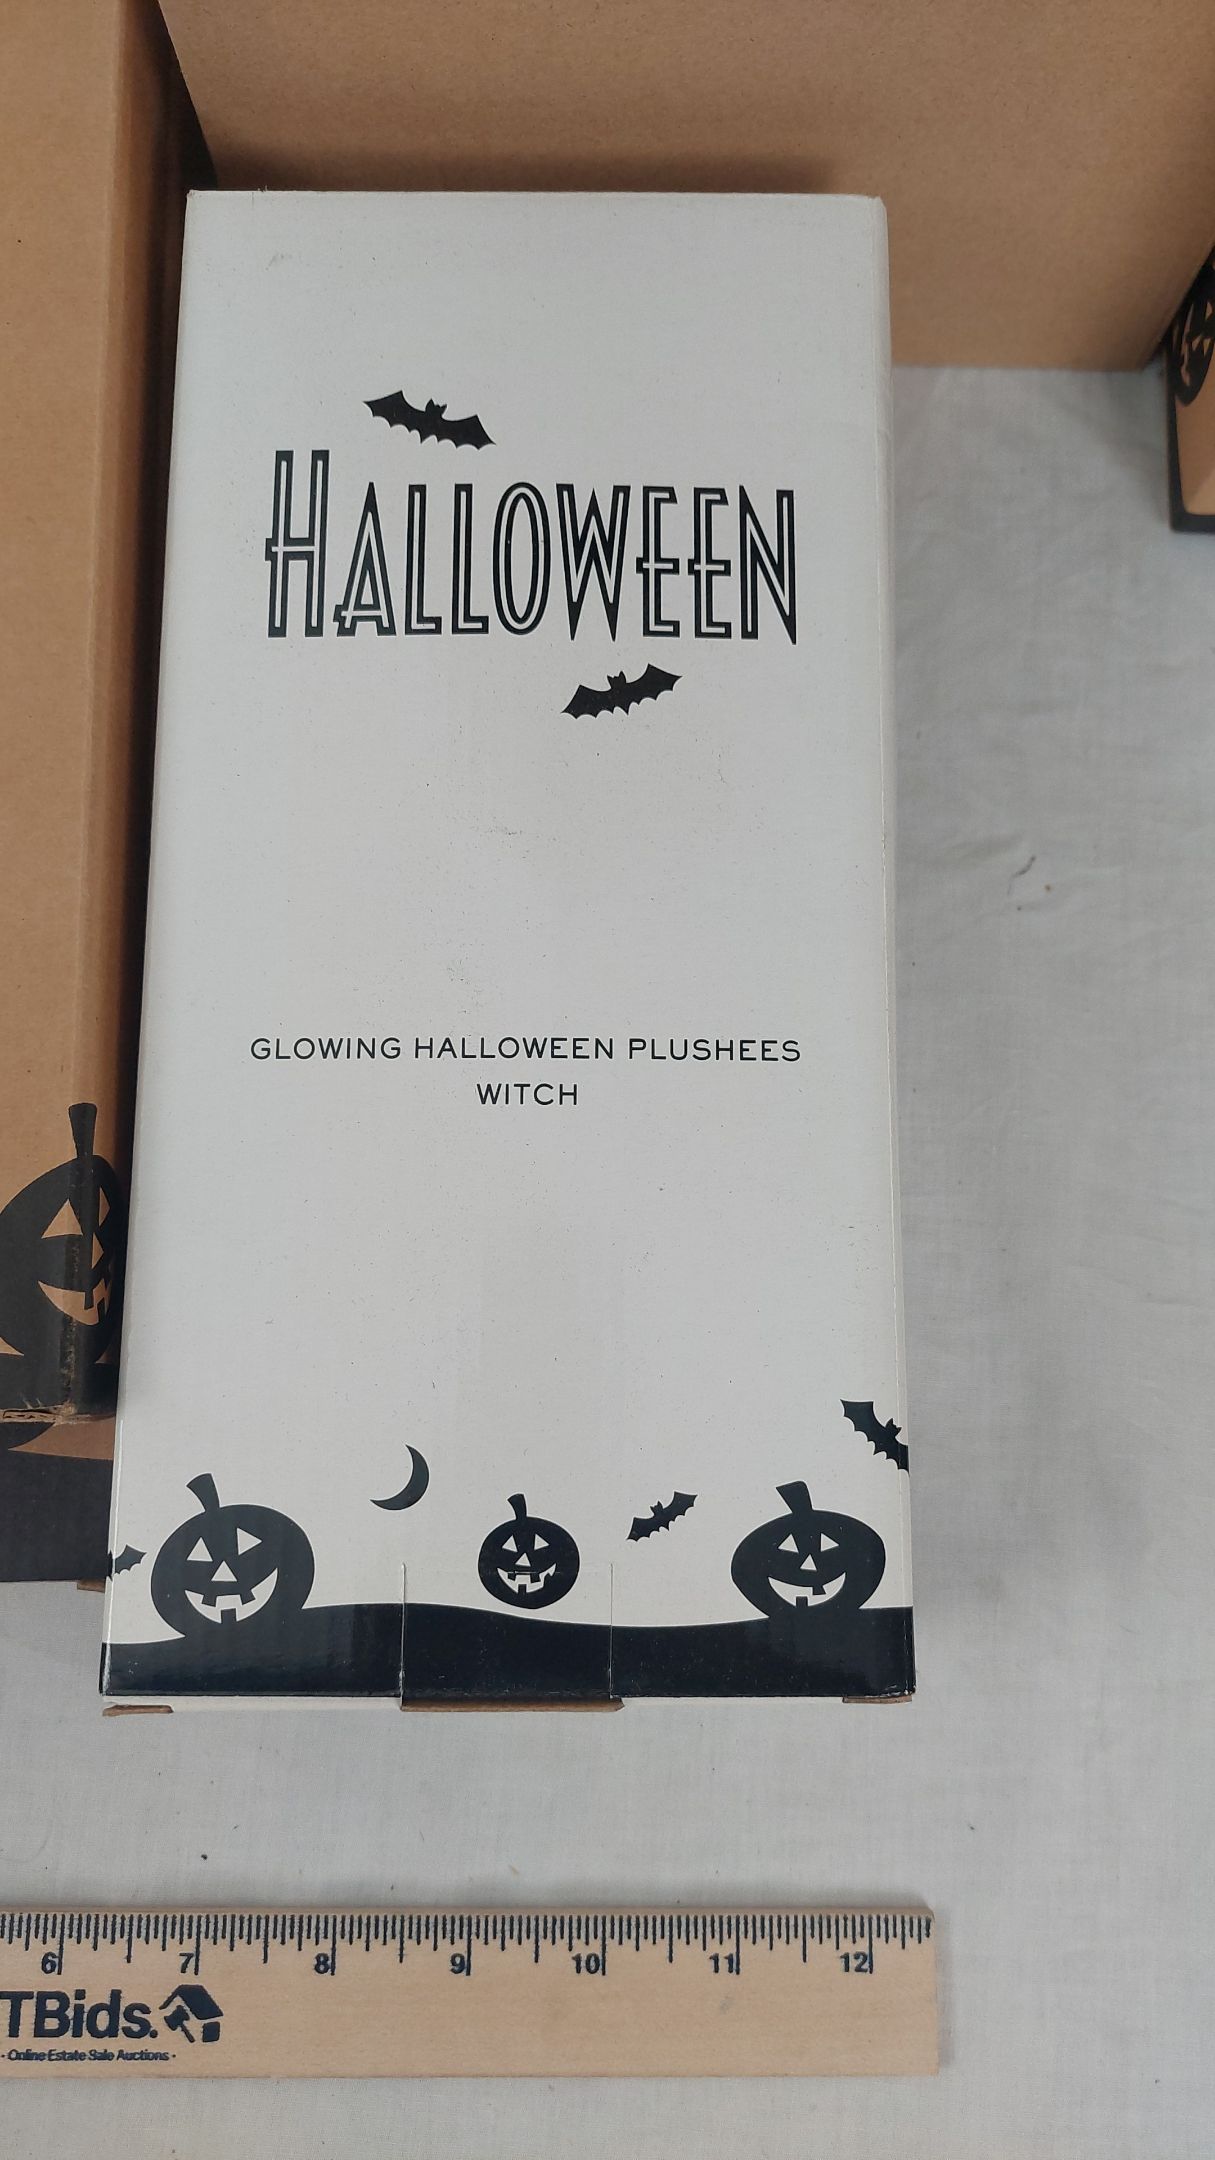 HALLOWEEN
GLOWING HALLOWEEN PLUSHEES
WITCH
6 7 8 9 10 11 12
TBids.
- Online Estate Sale Auctions -